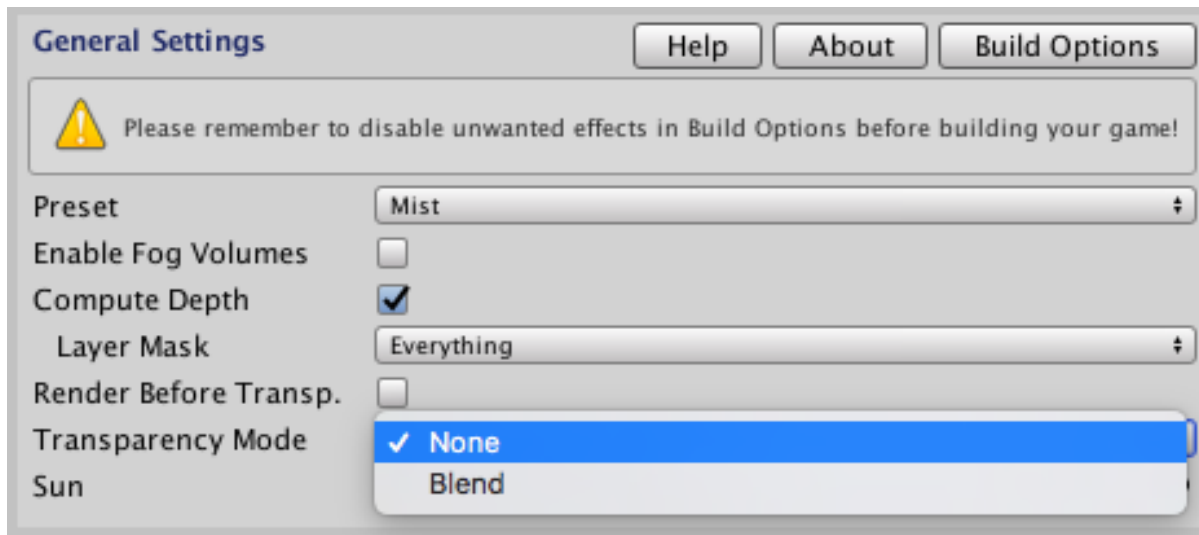 General Settings Help About Build Options
Please remember to disable unwanted effects in Build Options before building your game!
Preset Mist
Enable Fog Volumes
Compute Depth
Layer Mask Everything
Render Before Transp.
Transparency Mode None
Blend
Sun